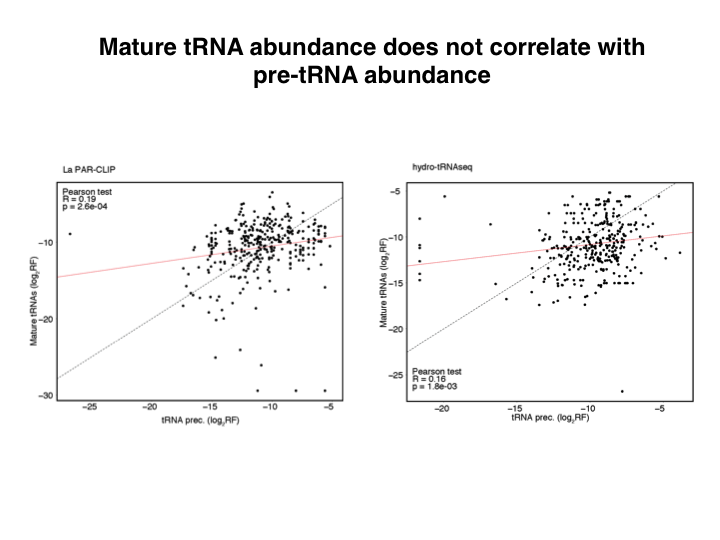 Mature tRNA abundance does not correlate with
pre-tRNA abundance
La PAR-CLIP
Pearson test
R = 0.19
p = 2.6e-04
−10
−20
−30
Mature tRNAs (log2RF)
−25 −20 −15 −10 −5
tRNA prec. (log2RF)
hydro-tRNAseq
−5
−10
−15
−20
−25
Mature tRNAs (log2RF)
Pearson test
R = 0.16
p = 1.8e-03
−20 −15 −10 −5
tRNA prec. (log2RF)